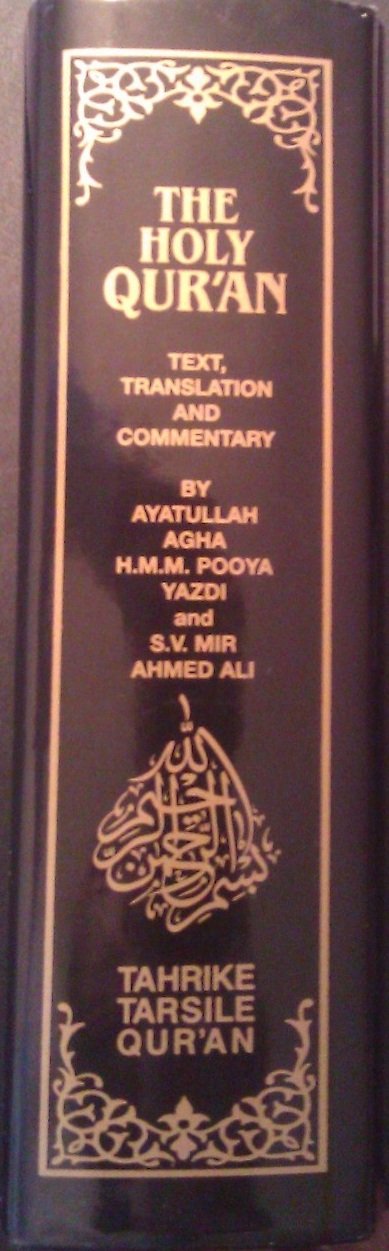 THE
HOLY
QUR'AN
TEXT,
TRANSLATION
AND
COMMENTARY
BY
AYATULLAH
AGHA
H.M.M. POOYA
YAZDI
and
S.V. MIR
AHMED ALI
بسم الله الرحمن الرحيم
TAHRIKE
TARSILE
QUR'AN